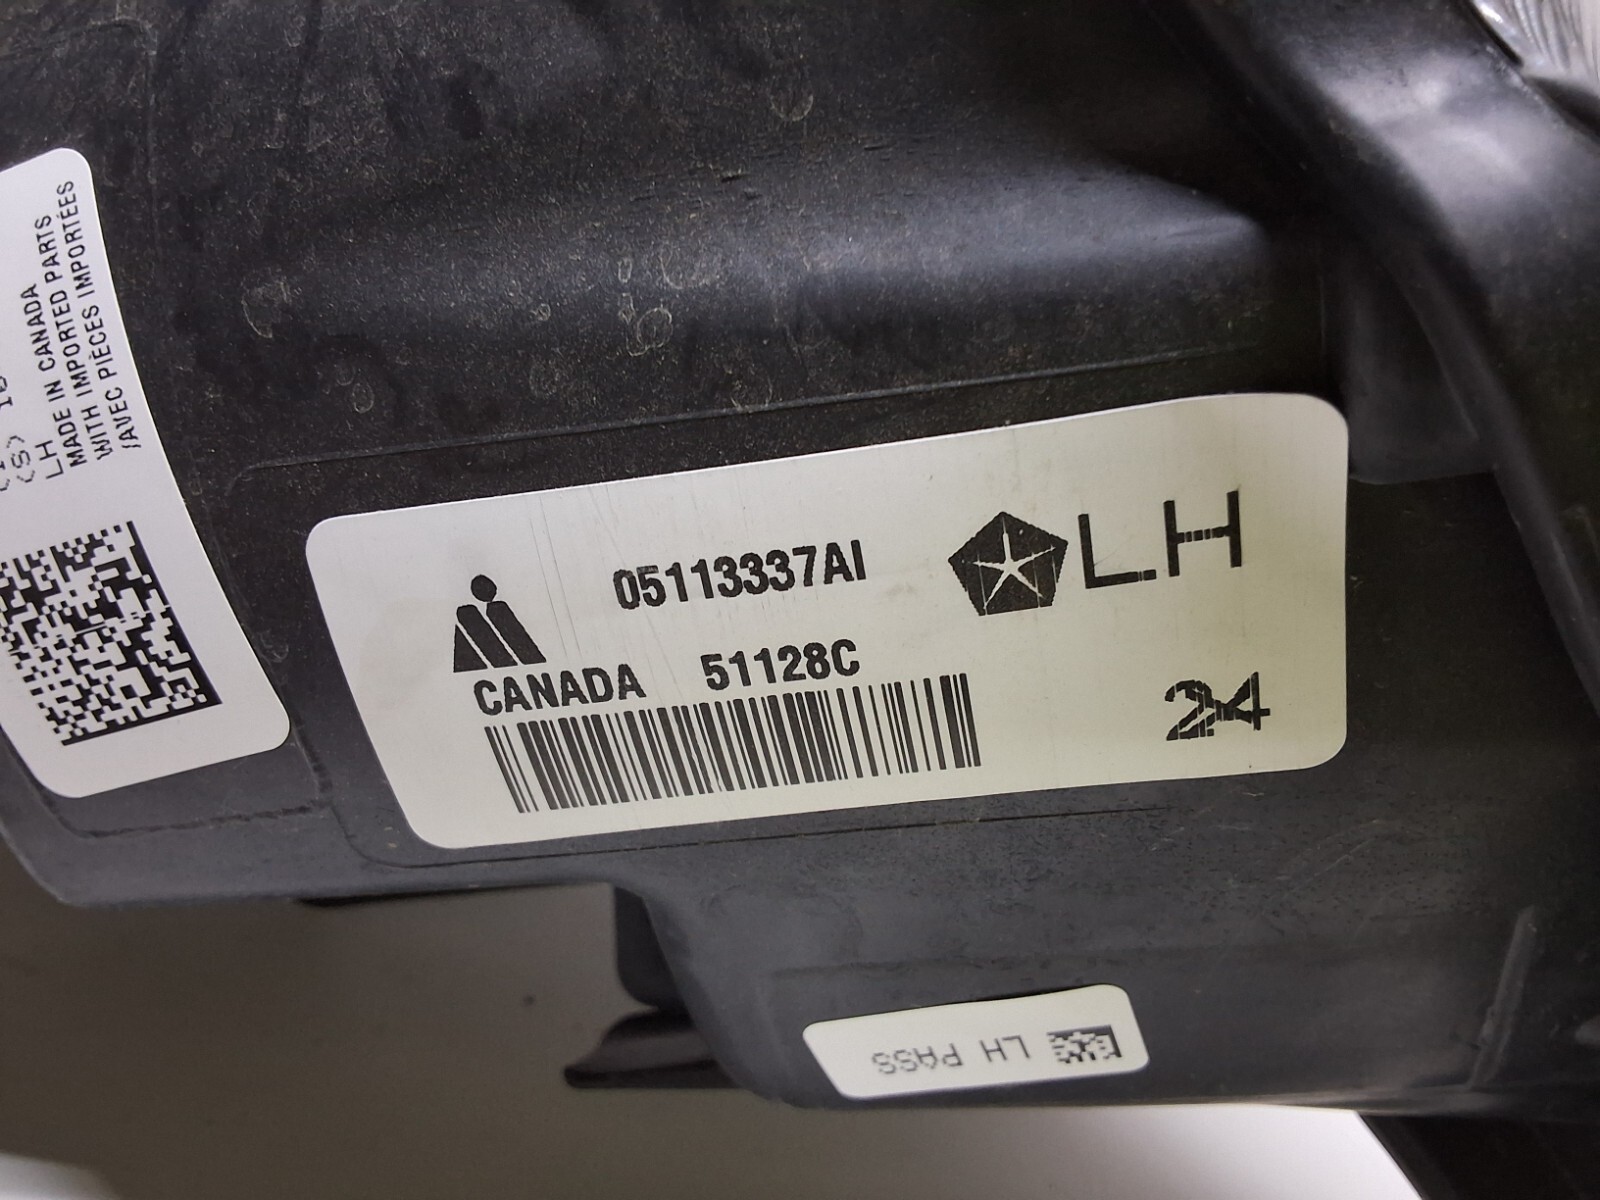 (S) 
LH
MADE IN CANADA
WITH IMPORTED PARTS
/AVEC PIÈCES IMPORTÉES
05113337AI
LH
CANADA 51128C
24
LH PASS